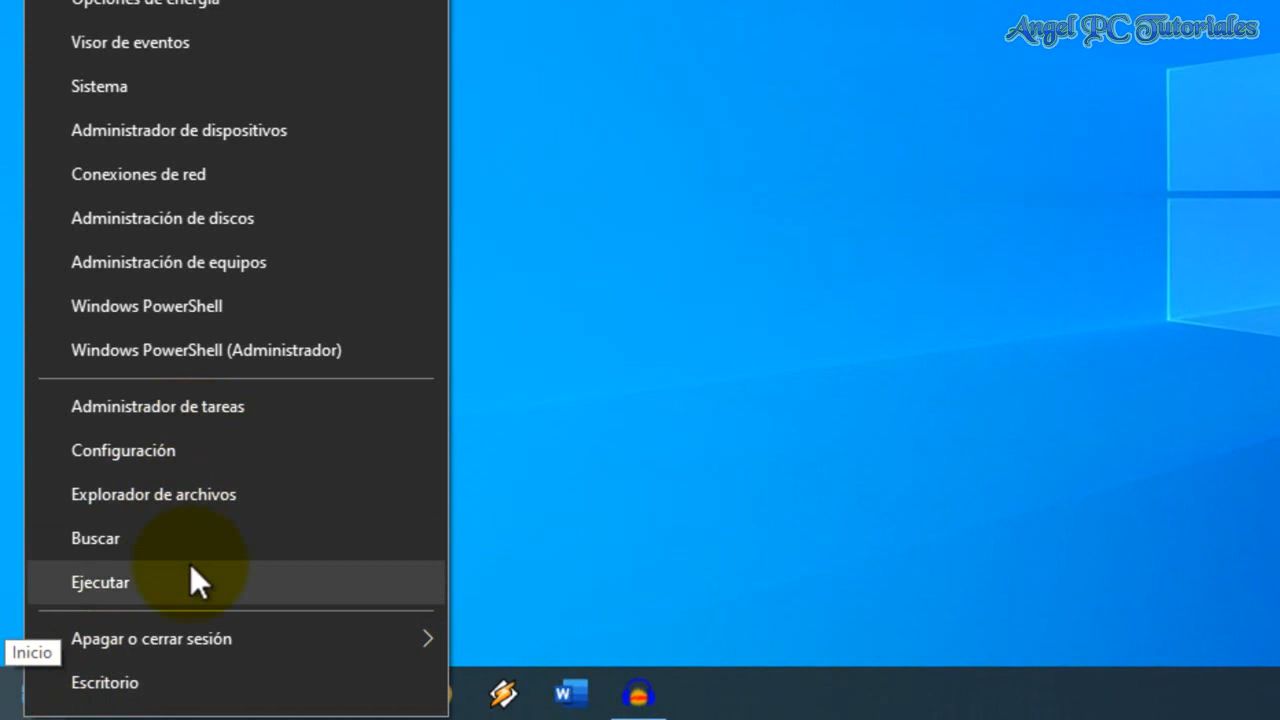 Opciones de energía
Angel PC Tutoriales
Visor de eventos
Sistema
Administrador de dispositivos
Conexiones de red
Administración de discos
Administración de equipos
Windows PowerShell
Windows PowerShell (Administrador)
Administrador de tareas
Configuración
Explorador de archivos
Buscar
Ejecutar
Apagar o cerrar sesión
Inicio
Escritorio
W